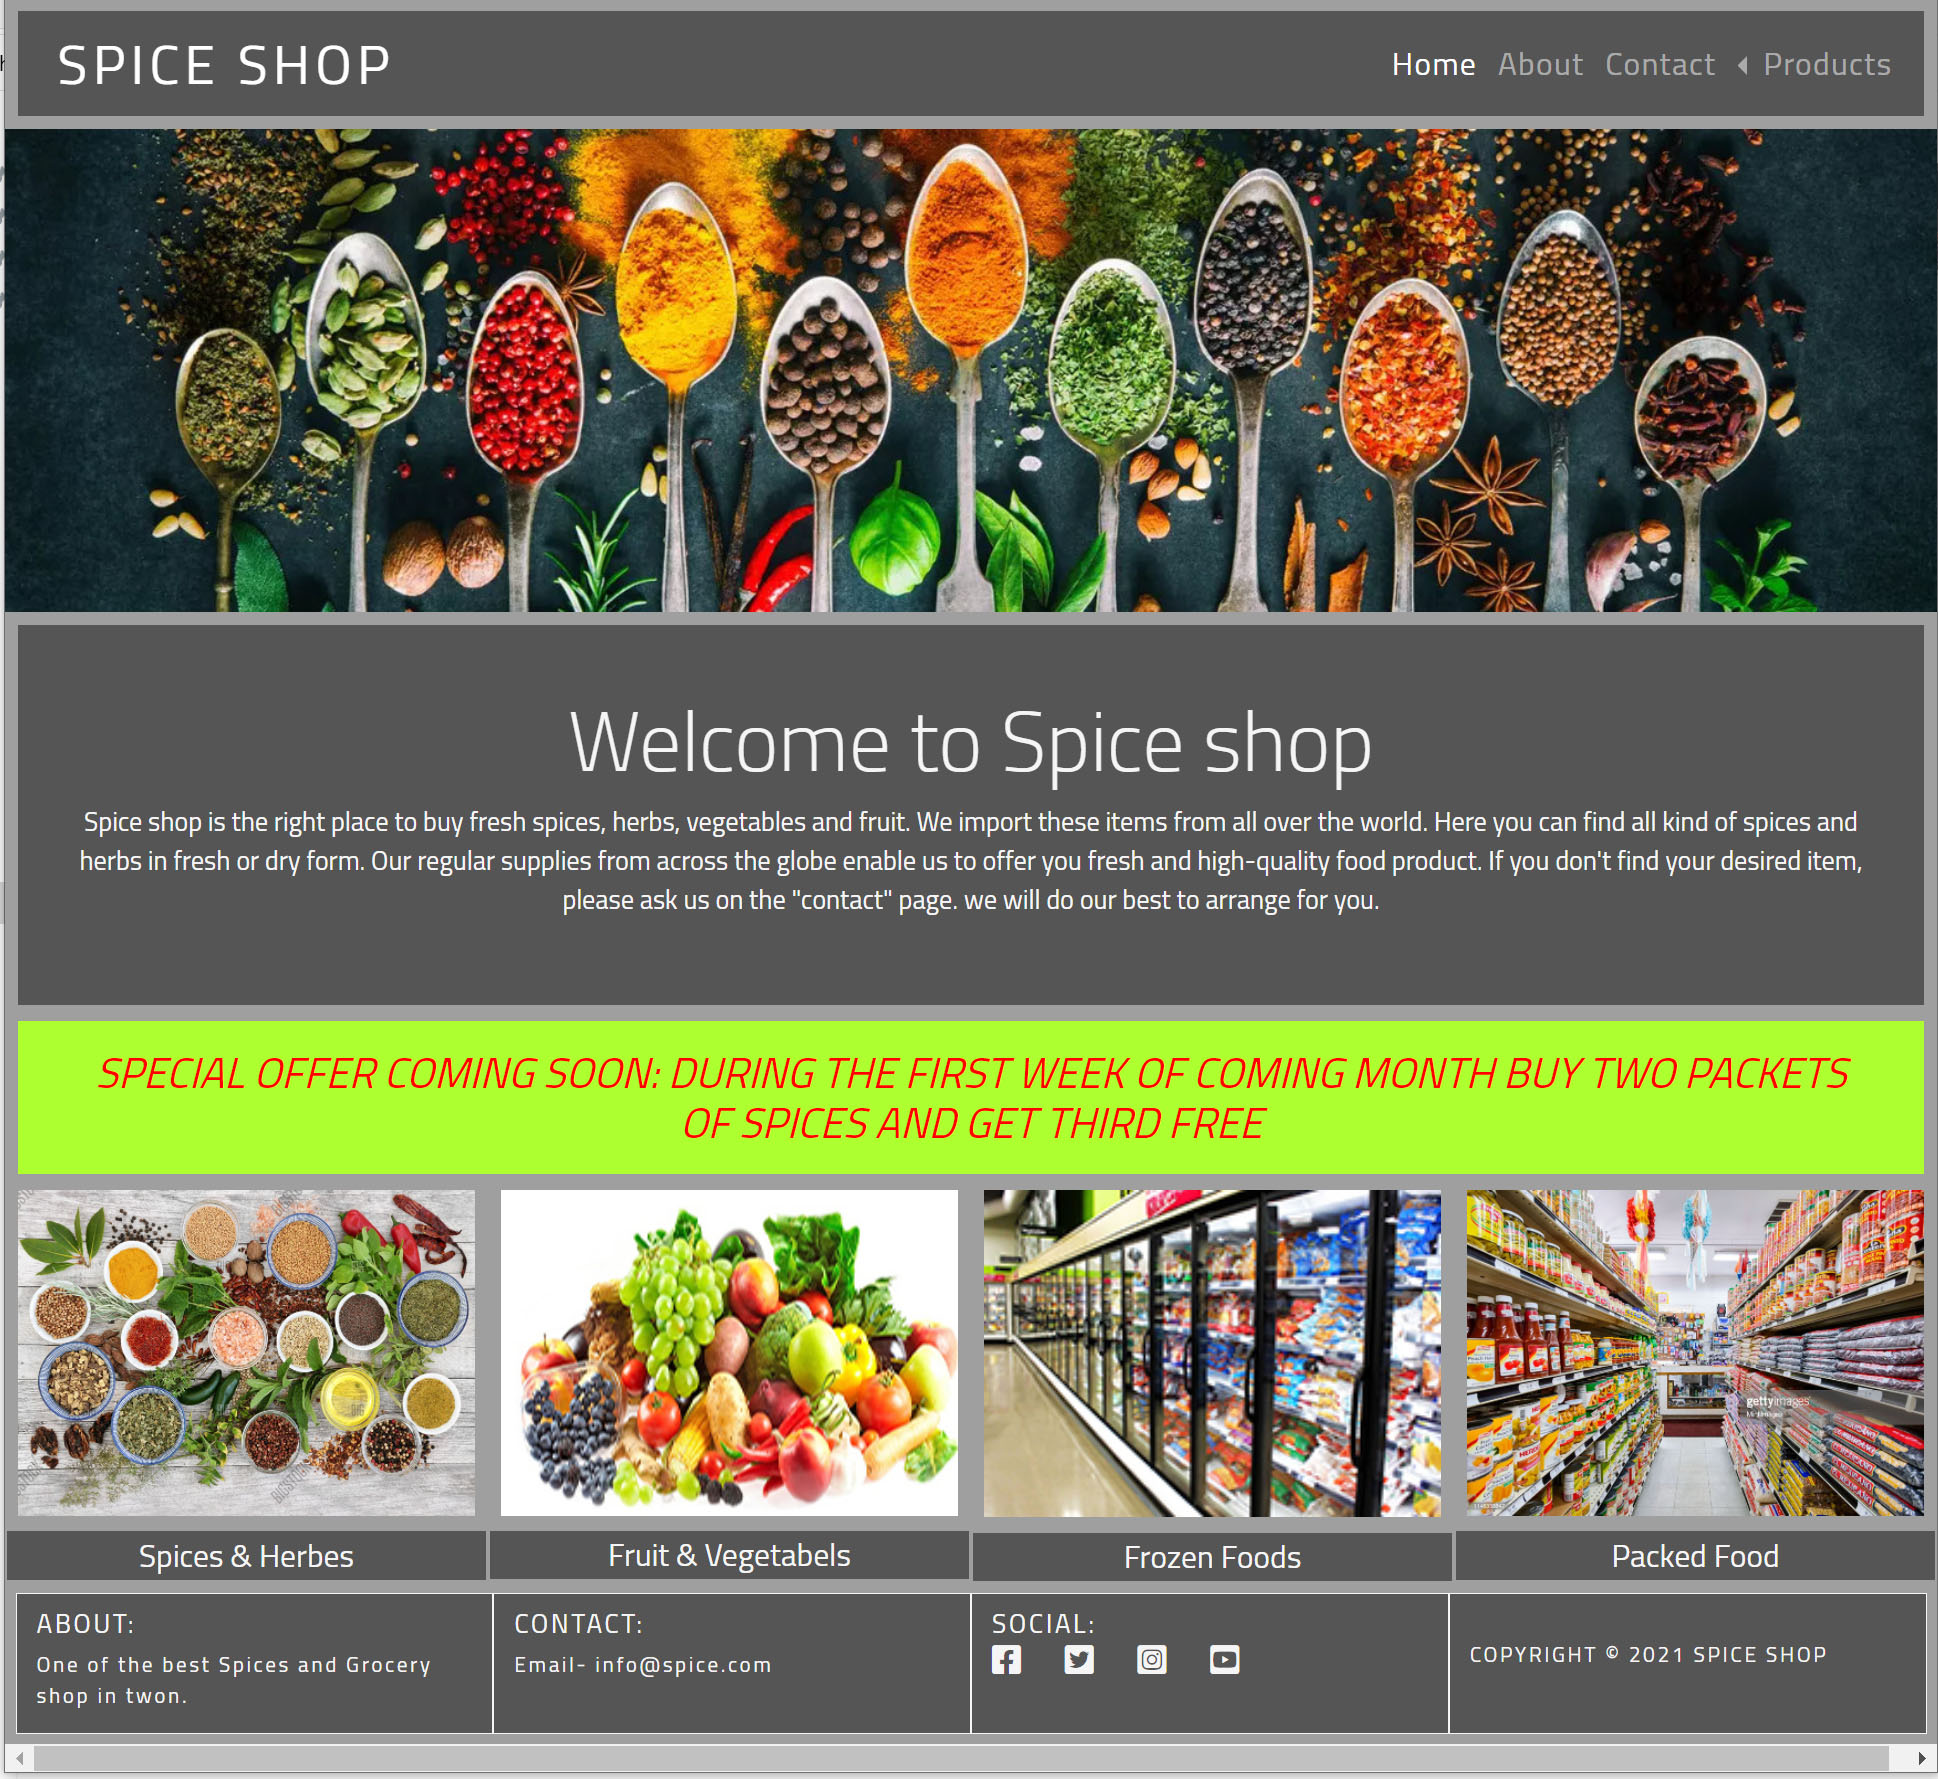 SPICE SHOP
Home About Contact Products
Welcome to Spice shop
Spice shop is the right place to buy fresh spices, herbs, vegetables and fruit. We import these items from all over the world. Here you can find all kind of spices and
herbs in fresh or dry form. Our regular supplies from across the globe enable us to offer you fresh and high-quality food product. If you don't find your desired item,
please ask us on the "contact" page. we will do our best to arrange for you.
SPECIAL OFFER COMING SOON: DURING THE FIRST WEEK OF COMING MONTH BUY TWO PACKETS
OF SPICES AND GET THIRD FREE
gettyimages
Spices & Herbes
Fruit & Vegetabels
Frozen Foods
Packed Food
ABOUT:
One of the best Spices and Grocery
shop in twon.
CONTACT:
Email- info@spice.com
SOCIAL:
COPYRIGHT © 2021 SPICE SHOP